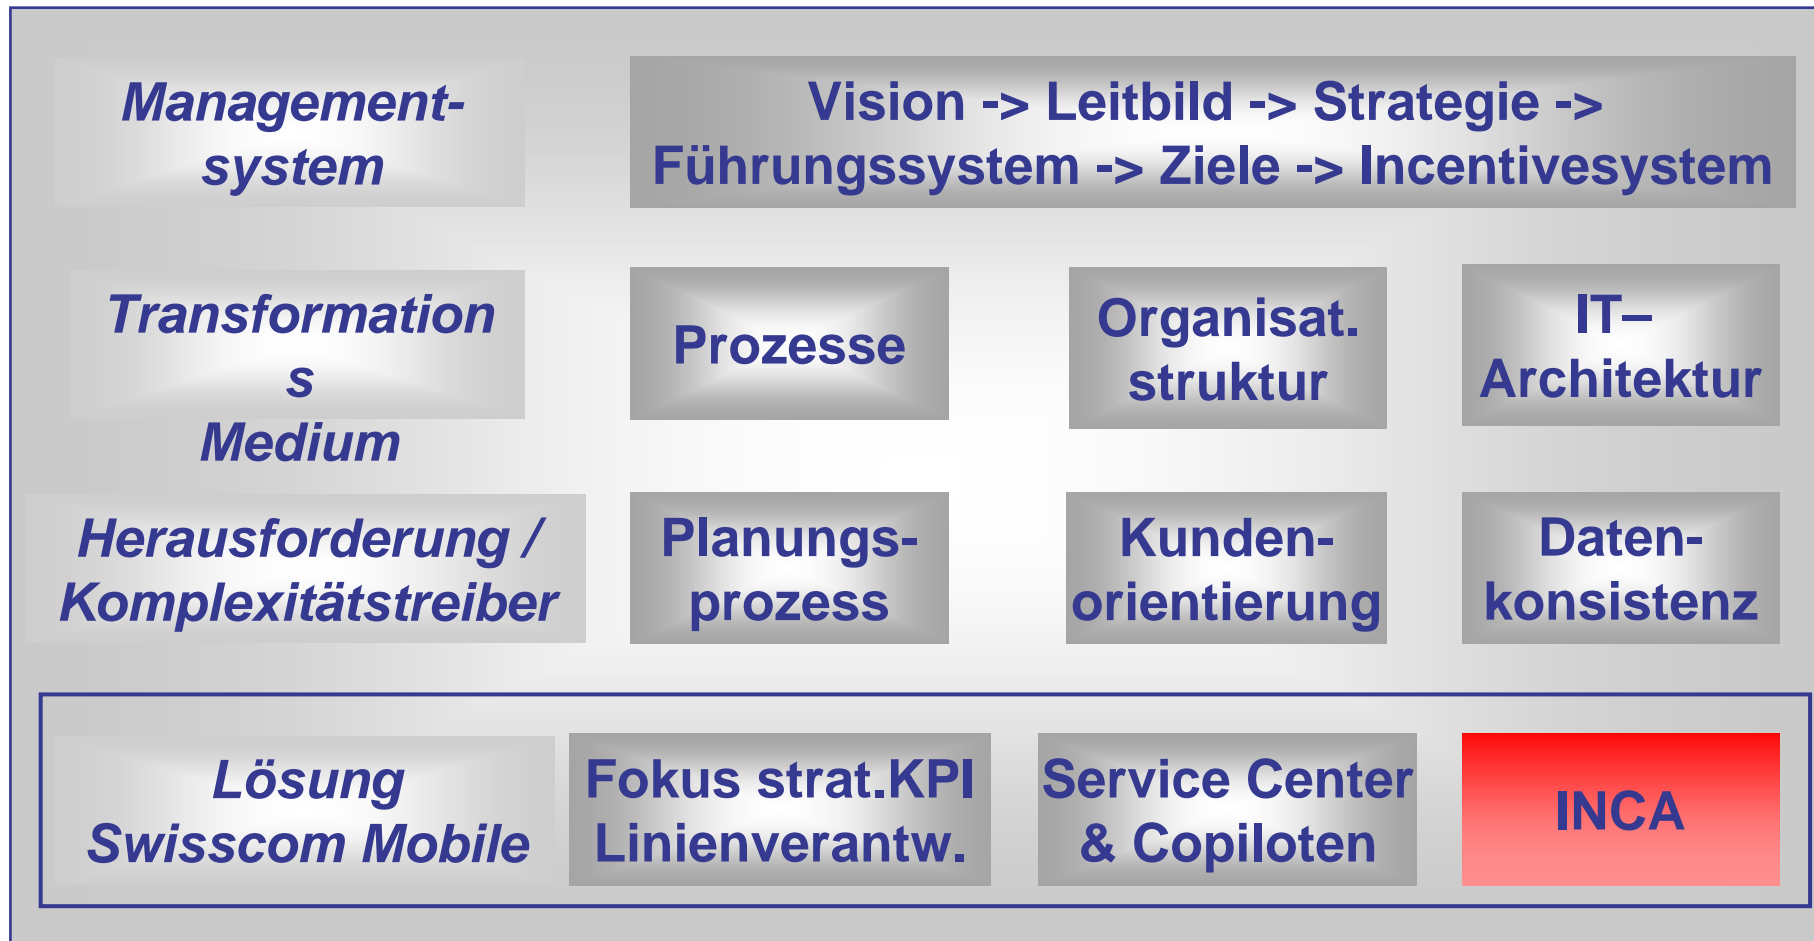 Management-
system
Vision -> Leitbild -> Strategie ->
Führungssystem -> Ziele -> Incentivesystem
Transformation
s
Medium
Prozesse
Organisat.
struktur
IT–
Architektur
Herausforderung /
Komplexitätstreiber
Planungs-
prozess
Kunden-
orientierung
Daten-
konsistenz
Lösung
Swisscom Mobile
Fokus strat.KPI
Linienverantw.
Service Center
& Copiloten
INCA